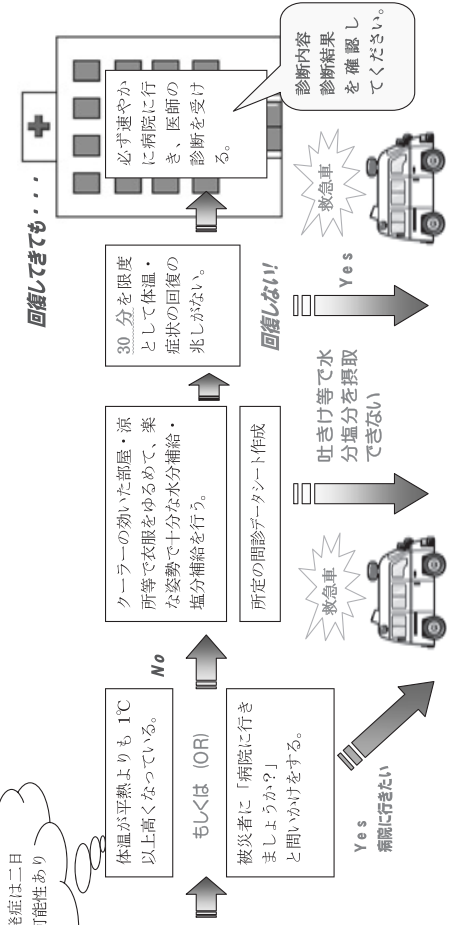 発症は二日
可能性あり
体温が平熱よりも 1℃
以上高くなっている。
もしくは (OR)
被災者に「病院に行き
ましょうか?」
と問いかけをする。
No
Yes
病院に行きたい
クーラーの効いた部屋・涼
所等で衣服をゆるめて、楽
な姿勢で十分な水分補給・
塩分補給を行う。
所定の問診データシート作成
吐きけ等で水
分塩分を摂取
できない
救急車
30 分を限度
として体温・
症状の回復の
兆しがない。
回復しない!
Yes
救急車
回復してきても・・・
必ず速やか
に病院に行
き、医師の
診断を受け
る。
診断内容
診断結果
を確認し
てください。